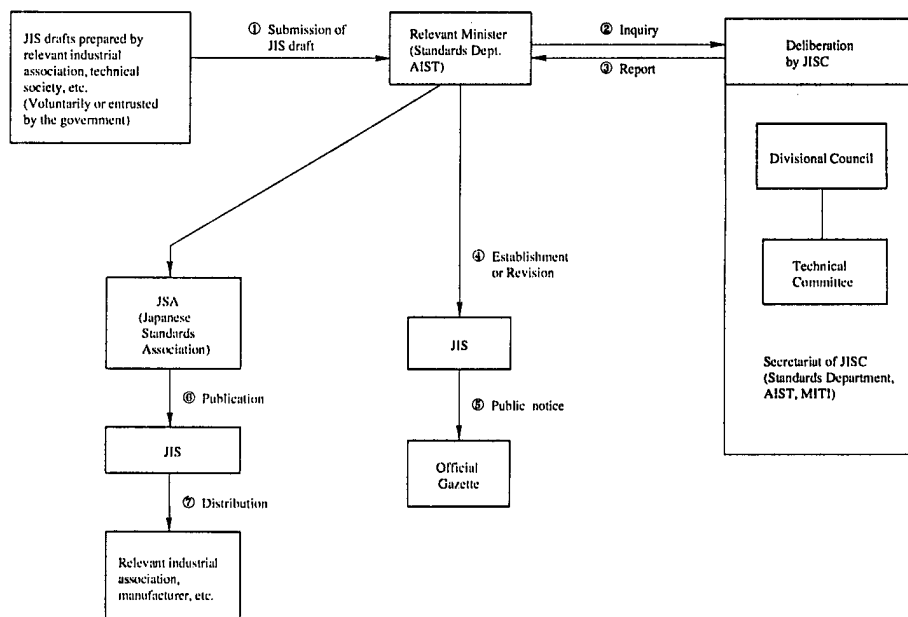 JIS drafts prepared by
relevant industrial
association, technical
society, etc.
(Voluntarily or entrusted
by the government)
① Submission of
JIS draft
Relevant Minister
(Standards Dept.
AIST)
② Inquiry
③ Report
Deliberation
by JISC
Divisional Council
Technical
Committee
Secretariat of JISC
(Standards Department,
AIST, MITI)
④ Establishment
or Revision
JIS
⑤ Public notice
Official
Gazette
JSA
(Japanese
Standards
Association)
⑥ Publication
JIS
⑦ Distribution
Relevant industrial
association,
manufacturer, etc.